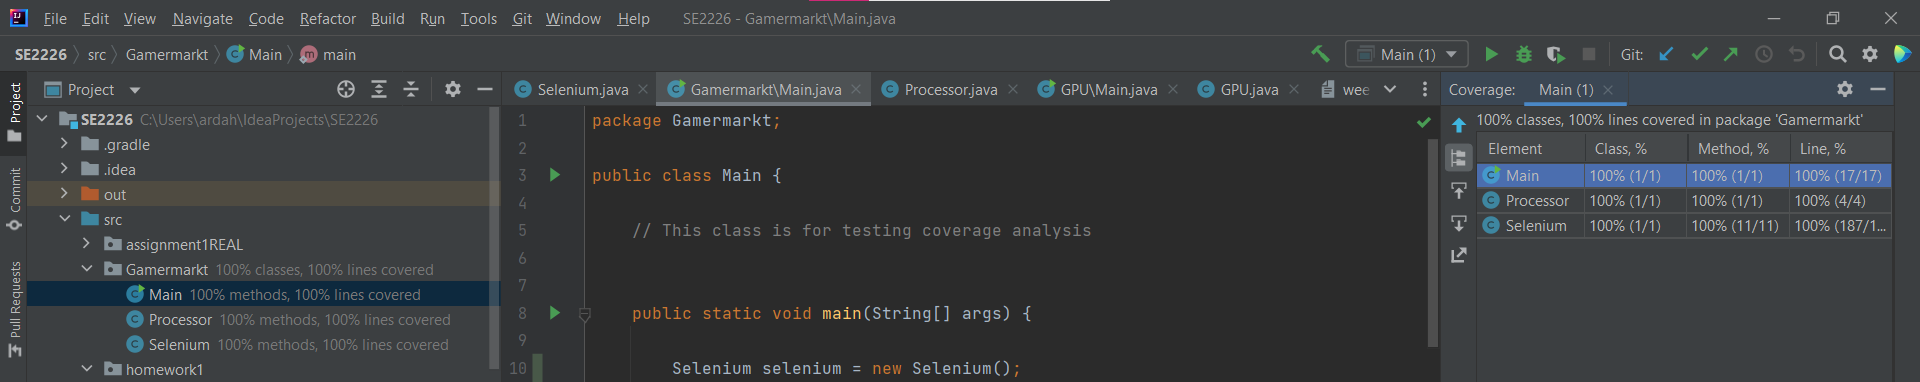 File Edit View Navigate Code Refactor Build Run Tools Git Window Help SE2226 - Gamermarkt\Main.java
SE2226 src Gamermarkt Main main Main (1) Git:
Project
Commit
Pull Requests
Project
SE2226 C:\Users\ardah\IdeaProjects\SE2226
.gradle
.idea
out
src
assignment1REAL
Gamermarkt 100% classes, 100% lines covered
Main 100% methods, 100% lines covered
Processor 100% methods, 100% lines covered
Selenium 100% methods, 100% lines covered
homework1
Selenium.java Gamermarkt\Main.java Processor.java GPU\Main.java GPU.java wee
1 package Gamermarkt;
2
3 public class Main {
4
5 // This class is for testing coverage analysis
6
7
8 public static void main(String[] args) {
9
10 Selenium selenium = new Selenium();
Coverage: Main (1)
100% classes, 100% lines covered in package 'Gamermarkt'
Element Class, % Method, % Line, %
Main 100% (1/1) 100% (1/1) 100% (17/17)
Processor 100% (1/1) 100% (1/1) 100% (4/4)
Selenium 100% (1/1) 100% (11/11) 100% (187/1...